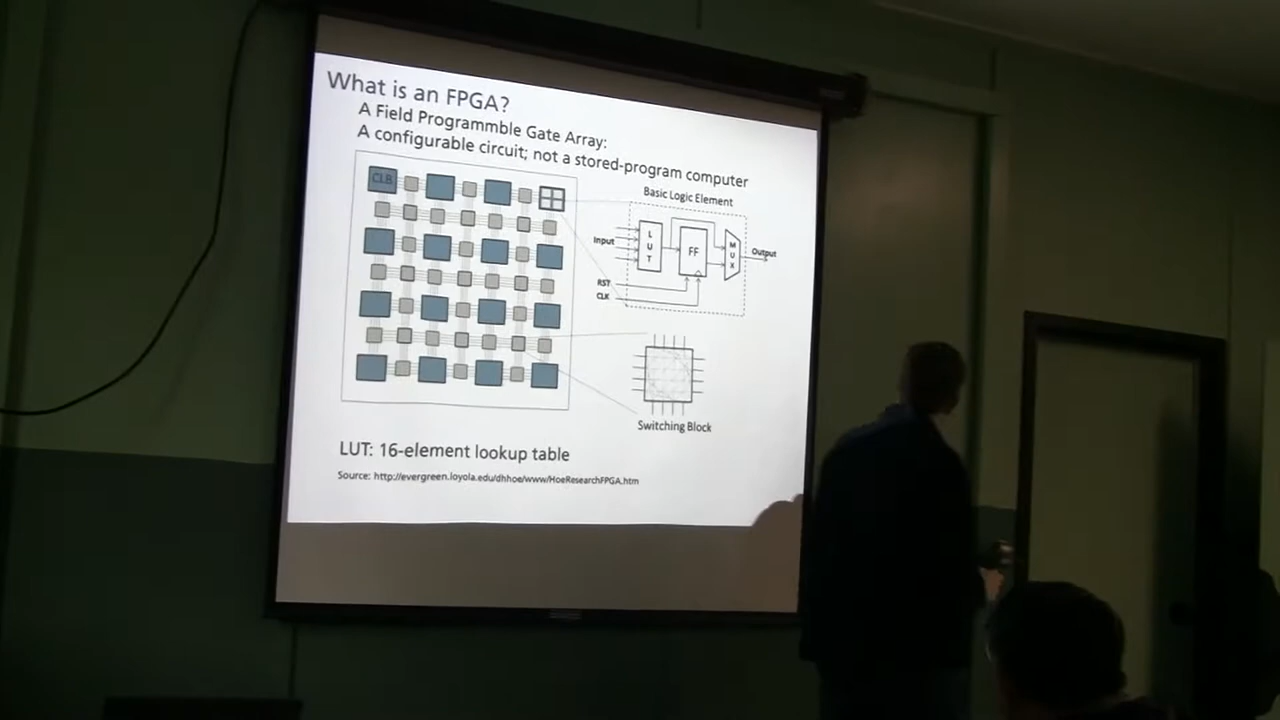 What is an FPGA?
A Field Programmble Gate Array:
A configurable circuit; not a stored-program computer
CLB
Basic Logic Element
Input
LUT
FF
MUX
Output
RST
CLK
Switching Block
LUT: 16-element lookup table
Source: http://evergreen.loyola.edu/dhhoe/www/HoeResearchFPGA.htm